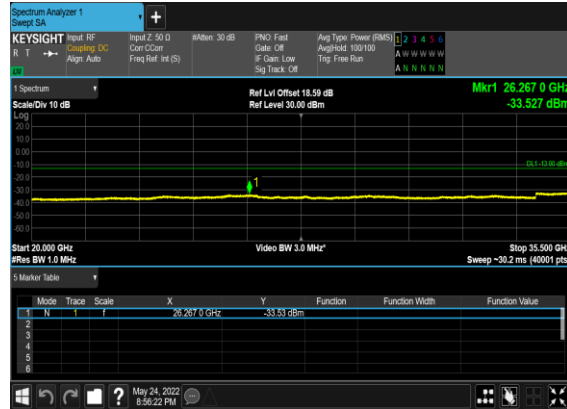 Spectrum Analyzer 1
Swept SA
+
KEYSIGHT Input: RF Input Z: 50 Ω #Atten: 30 dB PNO: Fast Avg Type: Power (RMS) 1 2 3 4 5 6
R T Coupling: DC Corr CCorr Gate: Off Avg|Hold: 100/100 A W W W W W
Align: Auto Freq Ref: Int (S) IF Gain: Low Trig: Free Run
LXI Sig Track: Off A N N N N N
1 Spectrum Ref Lvl Offset 18.59 dB Mkr1 26.267 0 GHz
Scale/Div 10 dB Ref Level 30.00 dBm -33.527 dBm
Log
20.0
10.0
0.00
-10.0 DL1 -13.00 dBm
-20.0
-30.0 1
-40.0
-50.0
-60.0
Start 20.000 GHz Video BW 3.0 MHz* Stop 35.500 GHz
#Res BW 1.0 MHz Sweep ~30.2 ms (40001 pts)
5 Marker Table
Mode Trace Scale X Y Function Function Width Function Value
1 N 1 f 26.267 0 GHz -33.53 dBm
2
3
4
5
6
? May 24, 2022
8:56:22 PM